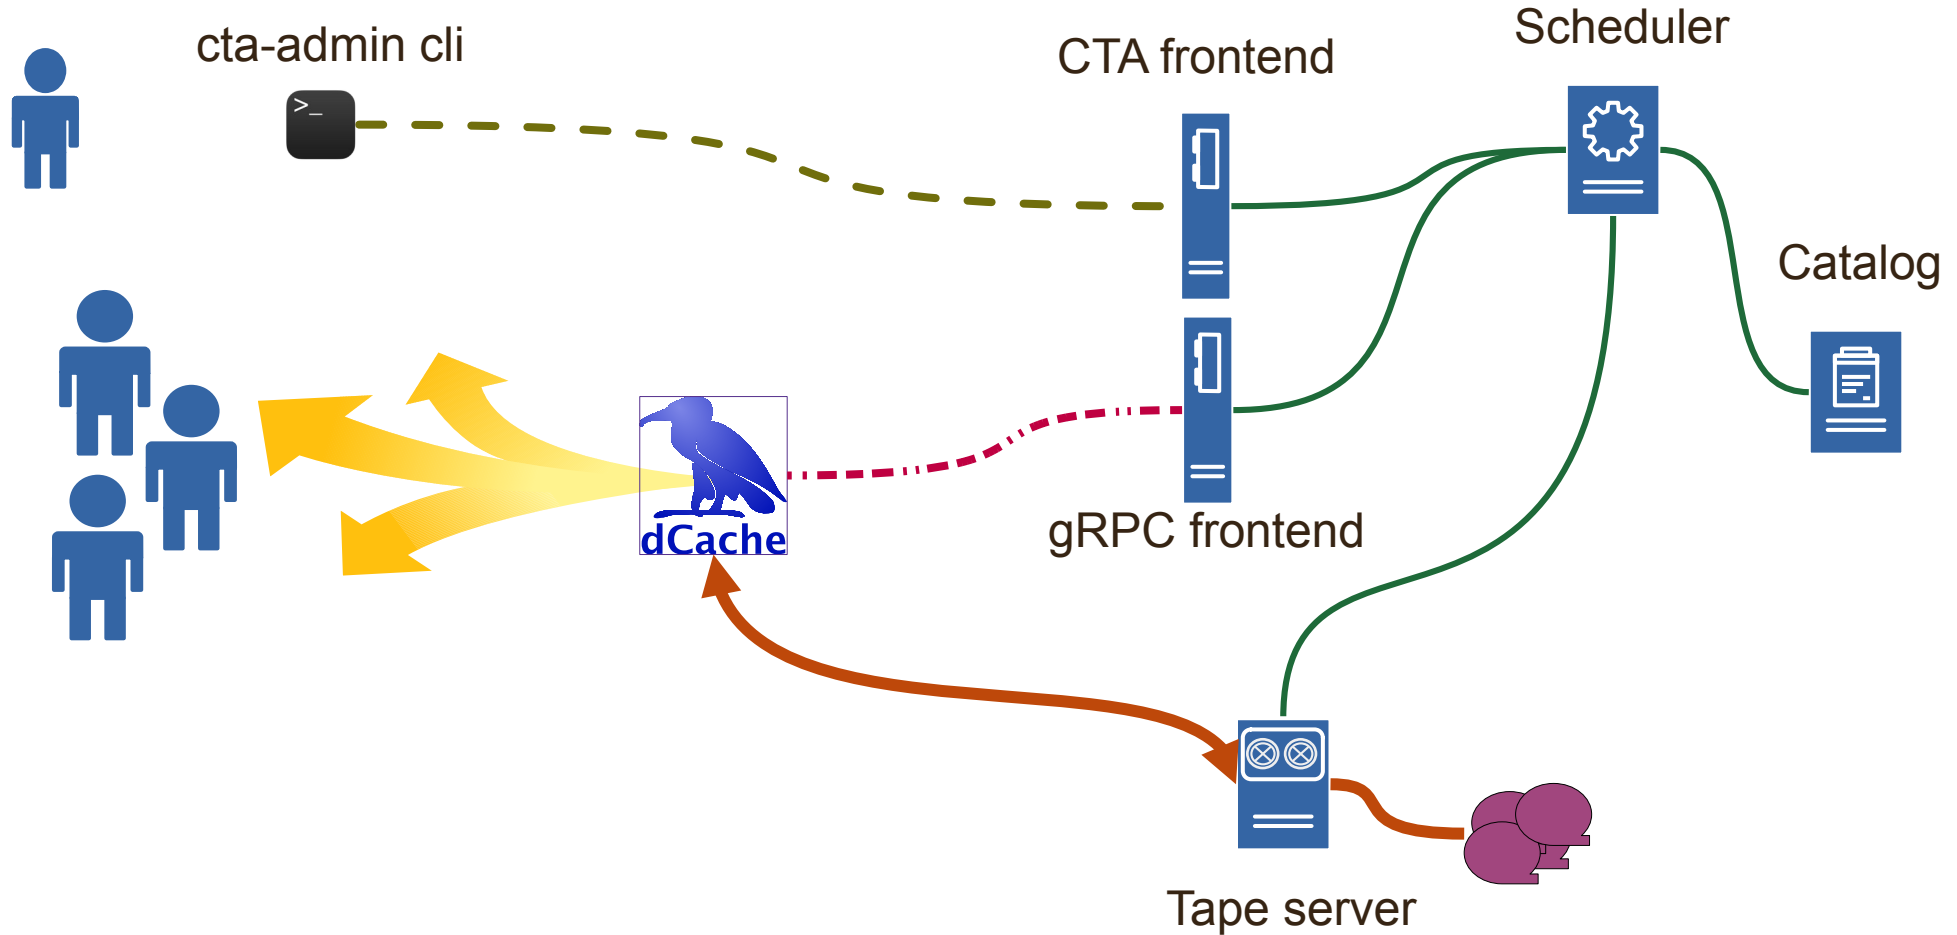 Scheduler
cta-admin cli
CTA frontend
>_
Catalog
dCache
gRPC frontend
Tape server